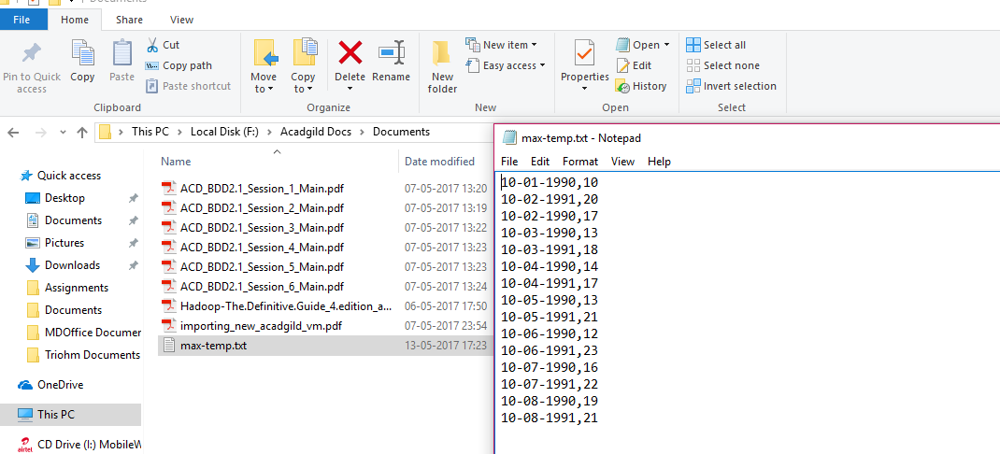 Documents
File Home Share View
Pin to Quick access
Copy
Paste
Cut
Copy path
Paste shortcut
Clipboard
Move to
Copy to
Delete
Rename
Organize
New folder
New item
Easy access
New
Properties
Open
Edit
History
Open
Select all
Select none
Invert selection
Select
This PC > Local Disk (F:) > Acadgild Docs > Documents
Quick access
Desktop
Documents
Pictures
Downloads
Assignments
Documents
MDOffice Documer
Triohm Documents
OneDrive
This PC
CD Drive (I:) MobileW
airtel
Name Date modified
ACD_BDD2.1_Session_1_Main.pdf 07-05-2017 13:20
ACD_BDD2.1_Session_2_Main.pdf 07-05-2017 13:19
ACD_BDD2.1_Session_3_Main.pdf 07-05-2017 13:22
ACD_BDD2.1_Session_4_Main.pdf 07-05-2017 13:23
ACD_BDD2.1_Session_5_Main.pdf 07-05-2017 13:23
ACD_BDD2.1_Session_6_Main.pdf 07-05-2017 13:24
Hadoop-The.Definitive.Guide_4.edition_a... 06-05-2017 17:50
importing_new_acadgild_vm.pdf 07-05-2017 23:54
max-temp.txt 13-05-2017 17:23
max-temp.txt - Notepad
File Edit Format View Help
10-01-1990,10
10-02-1991,20
10-02-1990,17
10-03-1990,13
10-03-1991,18
10-04-1990,14
10-04-1991,17
10-05-1990,13
10-05-1991,21
10-06-1990,12
10-06-1991,23
10-07-1990,16
10-07-1991,22
10-08-1990,19
10-08-1991,21